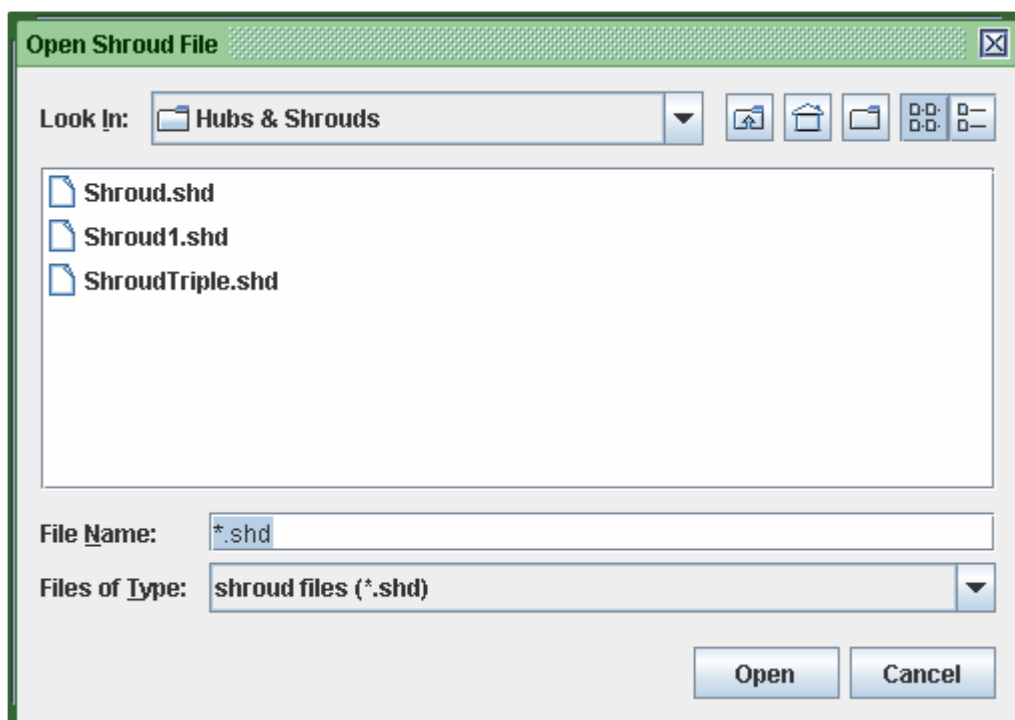 Open Shroud File
Look In: Hubs & Shrouds
Shroud.shd
Shroud1.shd
ShroudTriple.shd
File Name: *.shd
Files of Type: shroud files (*.shd)
Open Cancel